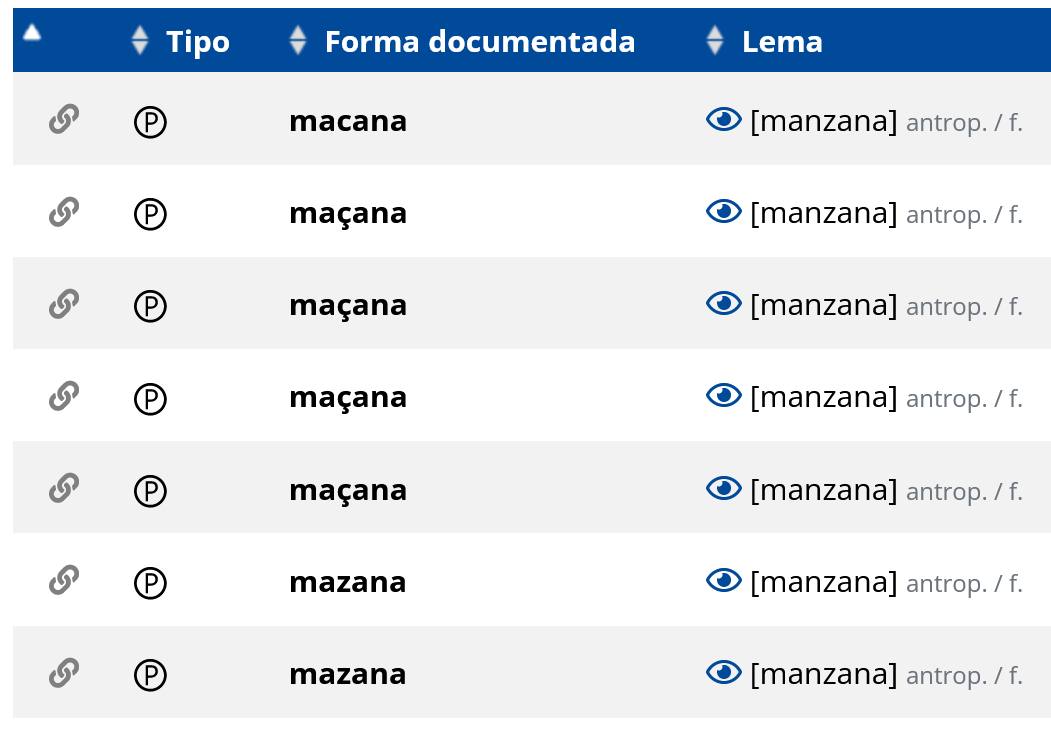 Tipo Forma documentada Lema
P macana [manzana] antrop. / f.
P maçana [manzana] antrop. / f.
P maçana [manzana] antrop. / f.
P maçana [manzana] antrop. / f.
P maçana [manzana] antrop. / f.
P mazana [manzana] antrop. / f.
P mazana [manzana] antrop. / f.